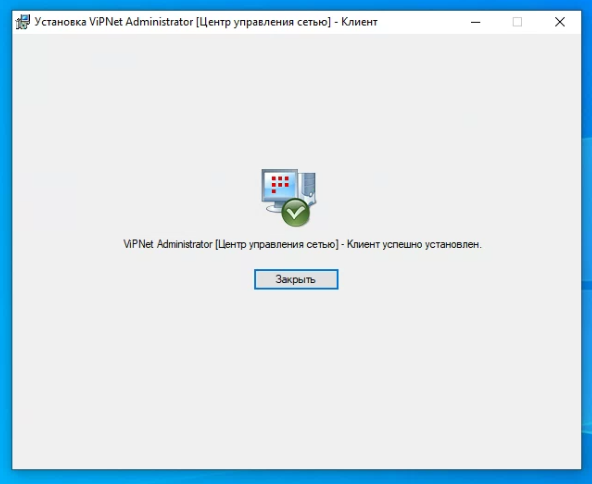 Установка ViPNet Administrator [Центр управления сетью] - Клиент
ViPNet Administrator [Центр управления сетью] - Клиент успешно установлен.
Закрыть